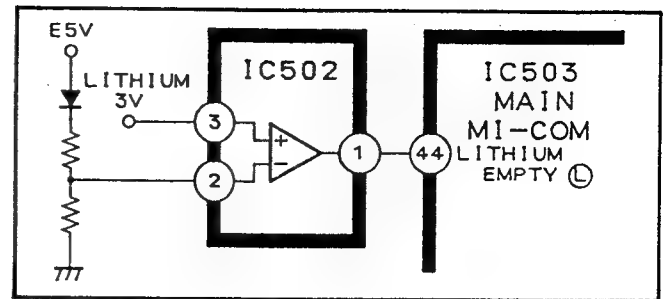 E5V
LITHIUM
3V
IC502
3
+
2
−
1
IC503
MAIN
MI-COM
44
LITHIUM
EMPTY Ⓛ